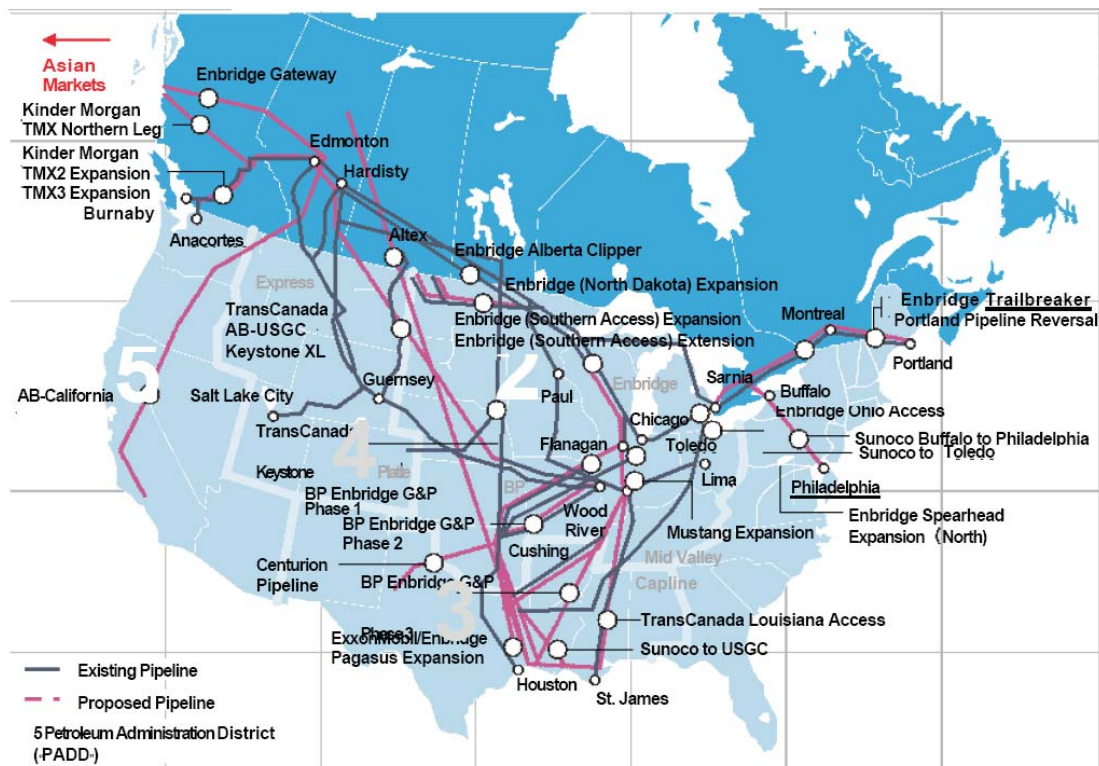 Asian
Markets
Enbridge Gateway
Kinder Morgan
TMX Northern Leg
Kinder Morgan
TMX2 Expansion
TMX3 Expansion
Burnaby
Edmonton
Hardisty
Anacortes
Altex
Enbridge Alberta Clipper
Enbridge (North Dakota) Expansion
Enbridge (Southern Access) Expansion
Enbridge (Southern Access) Extension
Express
TransCanada
AB-USGC
Keystone XL
Montreal
Enbridge Trailbreaker
Portland Pipeline Reversal
Portland
5
2
AB-California
Salt Lake City
Guernsey
Paul
Enbridge
Sarnia
Buffalo
Chicago
Enbridge Ohio Access
TransCanada
4
Flanagan
Toledo
Sunoco Buffalo to Philadelphia
Sunoco to Toledo
Keystone
Platte
BP
Lima
Philadelphia
BP Enbridge G&P
Phase 1
Wood
River
BP Enbridge G&P
Phase 2
Mustang Expansion
Enbridge Spearhead
Expansion (North)
Cushing
Mid Valley
Centurion
Pipeline
BP Enbridge G&P
Capline
3
TransCanada Louisiana Access
Phase 3
ExxonMobil/Enbridge
Pagasus Expansion
Sunoco to USGC
Houston
St. James
Existing Pipeline
Proposed Pipeline
5 Petroleum Administration District
(-PADD-)